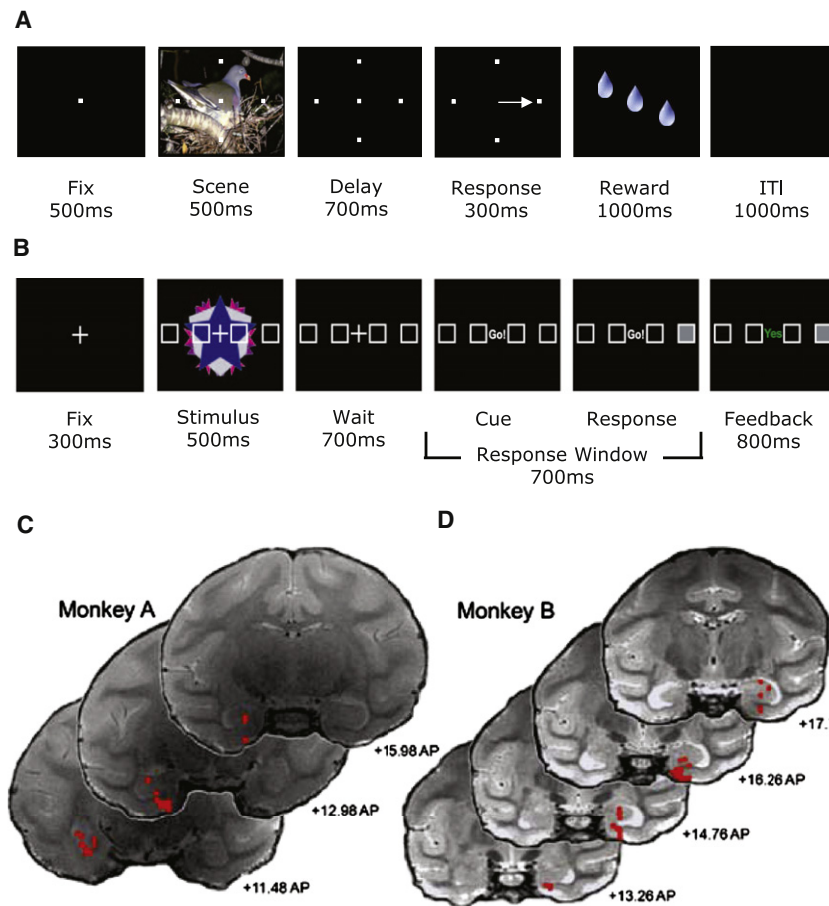 A
Fix
500ms
Scene
500ms
Delay
700ms
Response
300ms
Reward
1000ms
ITI
1000ms
B
Go!
Go!
Yes
Fix
300ms
Stimulus
500ms
Wait
700ms
Cue
Response
Response Window
700ms
Feedback
800ms
C
Monkey A
+15.98 AP
+12.98 AP
+11.48 AP
D
Monkey B
+17.
+16.26 AP
+14.76 AP
+13.26 AP